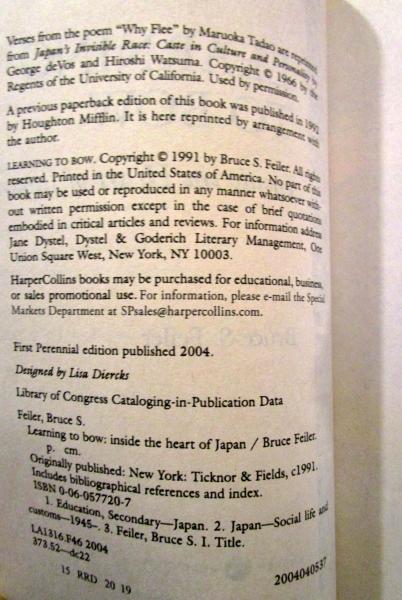 Verses from the poem “Why Flee” by Maruoka Tadao are reprinted
from Japan's Invisible Race: Caste in Culture and Personality by
George deVos and Hiroshi Watsuma. Copyright © 1966 by the
Regents of the University of California. Used by permission.
A previous paperback edition of this book was published in 1992
by Houghton Mifflin. It is here reprinted by arrangement with
the author.
LEARNING TO BOW. Copyright © 1991 by Bruce S. Feiler. All rights
reserved. Printed in the United States of America. No part of this
book may be used or reproduced in any manner whatsoever with-
out written permission except in the case of brief quotations
embodied in critical articles and reviews. For information address
Jane Dystel, Dystel & Goderich Literary Management, One
Union Square West, New York, NY 10003.
HarperCollins books may be purchased for educational, business,
or sales promotional use. For information, please e-mail the Special
Markets Department at SPsales@harpercollins.com.
First Perennial edition published 2004.
Designed by Lisa Diercks
Library of Congress Cataloging-in-Publication Data
Feiler, Bruce S.
Learning to bow: inside the heart of Japan / Bruce Feiler.
p. cm.
Originally published: New York: Ticknor & Fields, c1991.
Includes bibliographical references and index.
ISBN 0-06-057720-7
1. Education, Secondary—Japan. 2. Japan—Social life and
customs—1945–. 3. Feiler, Bruce S. I. Title.
LA1316.F46 2004
373.52—dc22
2004040537
15 RRD 20 19